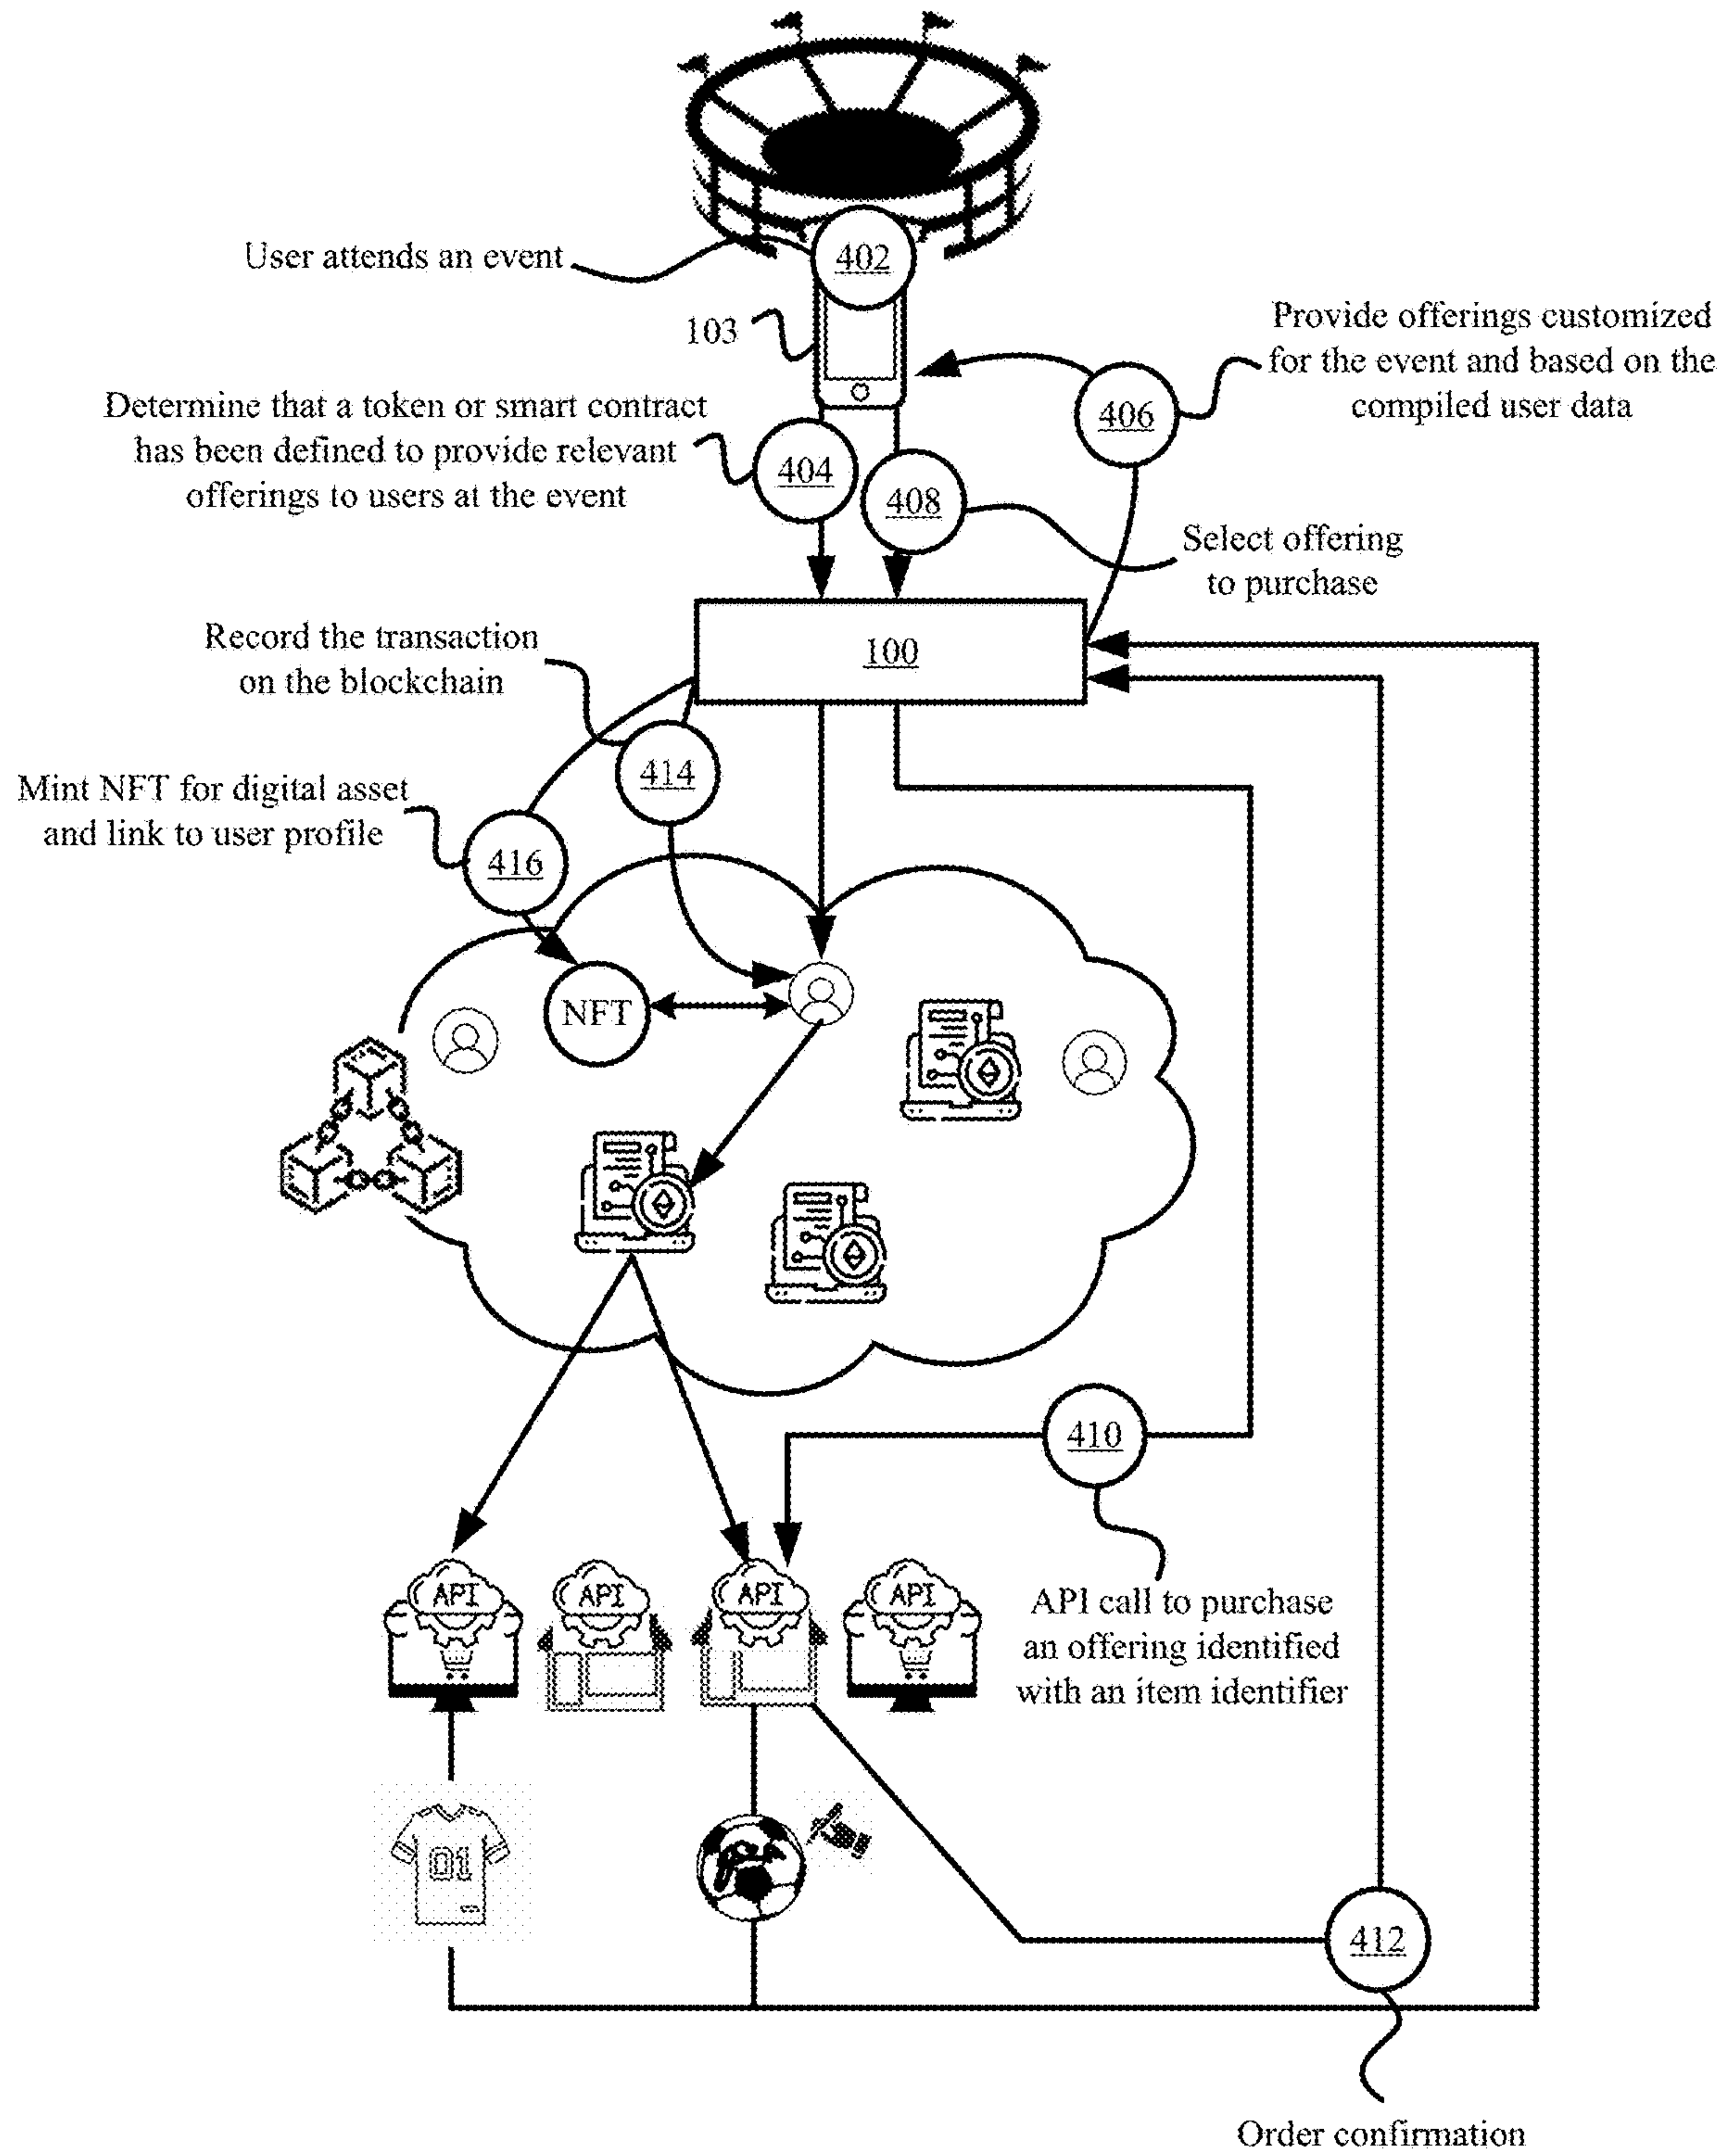 402
User attends an event
103
Provide offerings customized
for the event and based on the
compiled user data
406
Determine that a token or smart contract
has been defined to provide relevant
offerings to users at the event
404
408
Select offering
to purchase
100
Record the transaction
on the blockchain
414
Mint NFT for digital asset
and link to user profile
416
NFT
410
API
API
API
API
API call to purchase
an offering identified
with an item identifier
01
412
Order confirmation